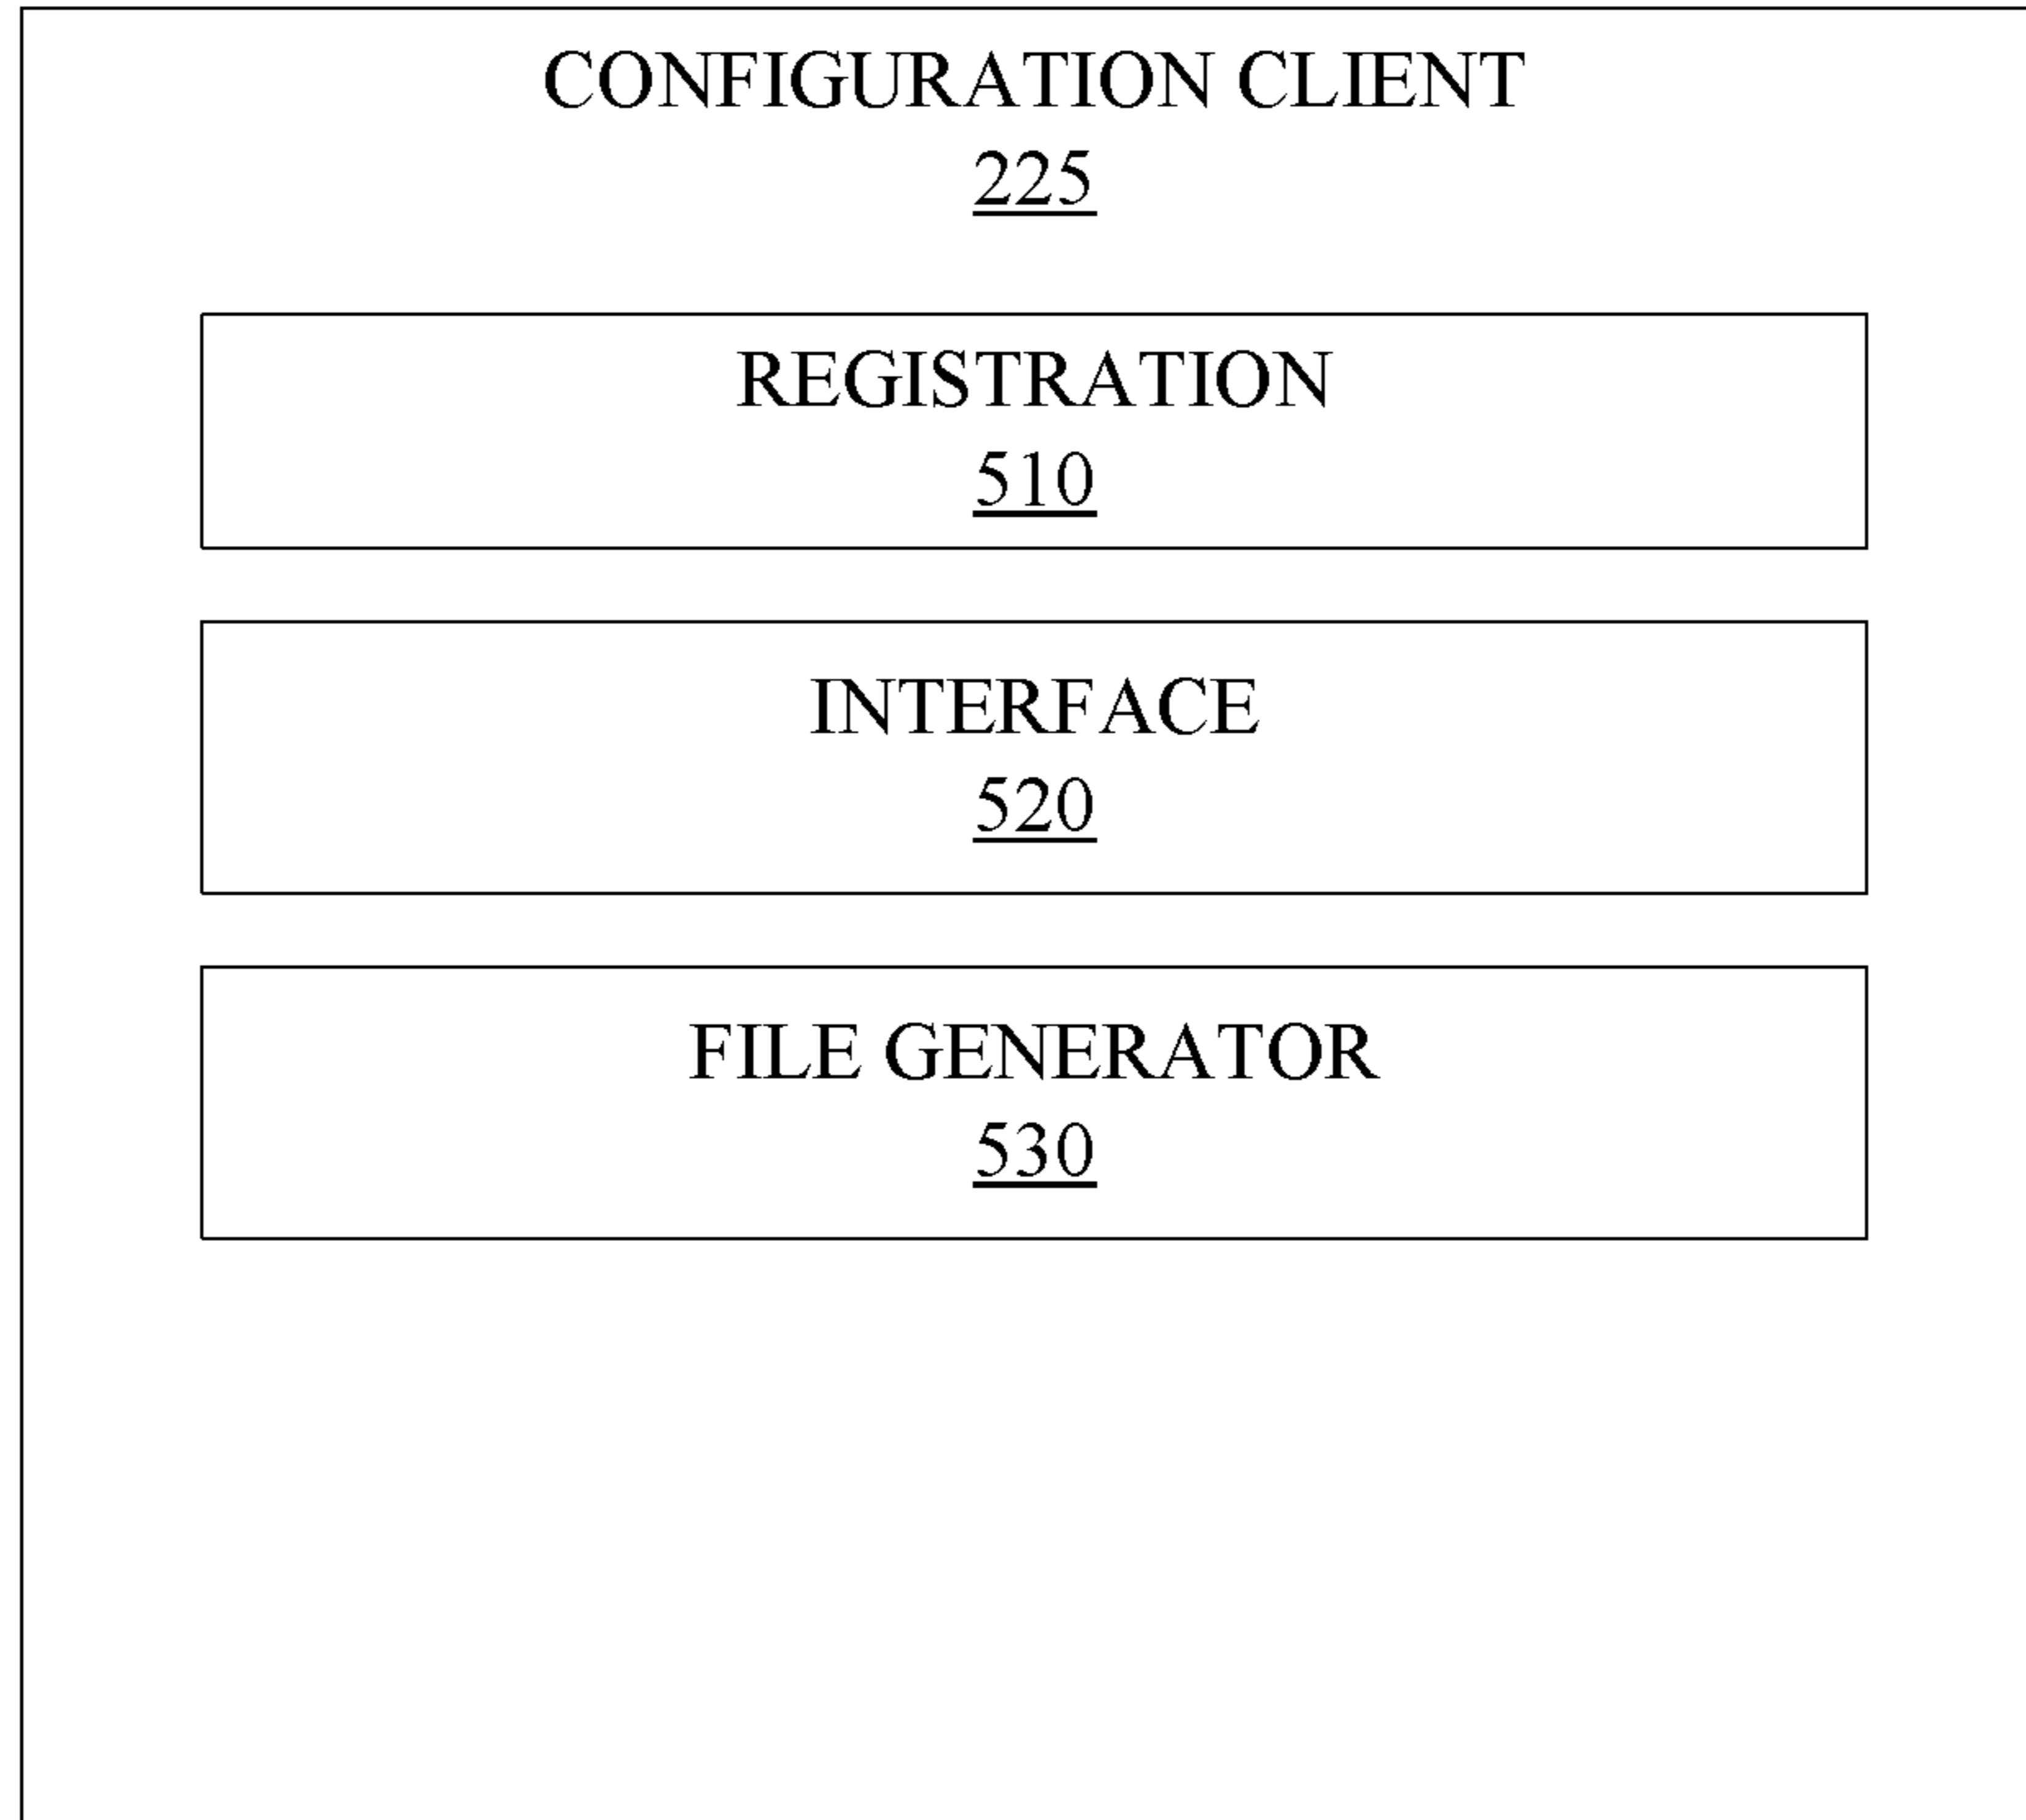 CONFIGURATION CLIENT
225
REGISTRATION
510
INTERFACE
520
FILE GENERATOR
530